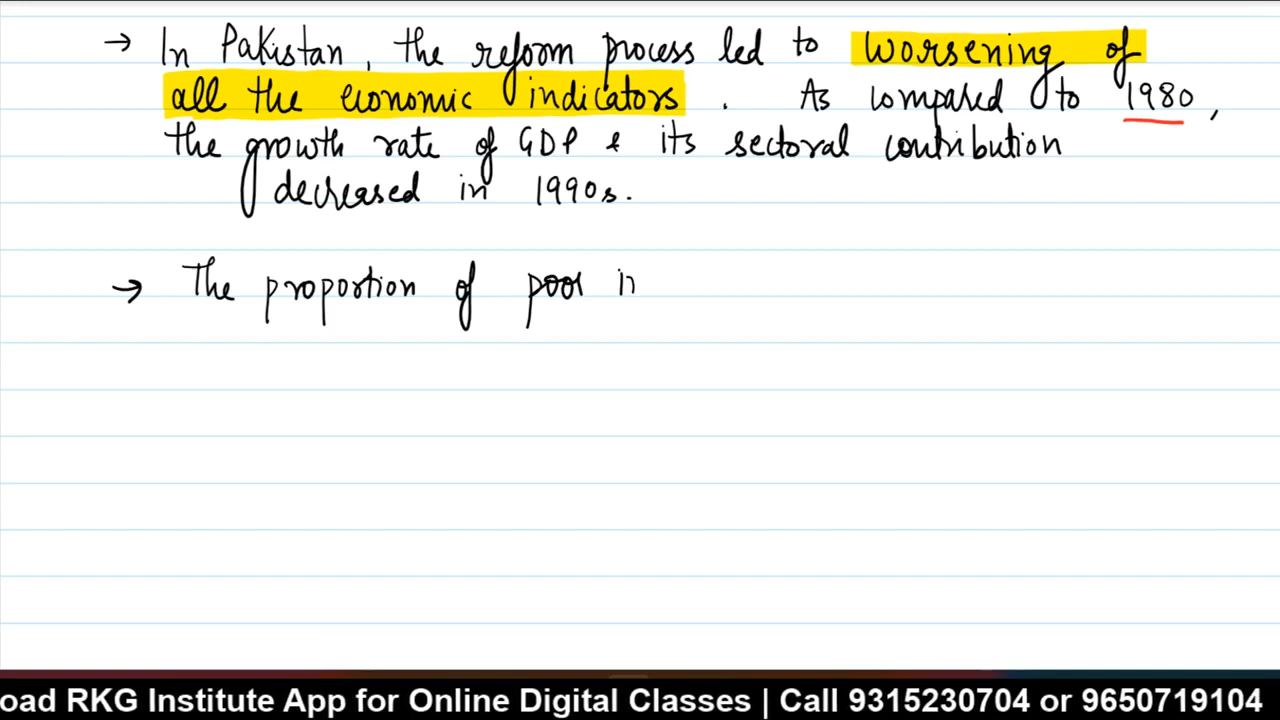 → In Pakistan, the reform process led to worsening of
all the economic indicators. As compared to 1980,
the growth rate of GDP & its sectoral contribution
decreased in 1990s.
→ The proportion of poor in
oad RKG Institute App for Online Digital Classes | Call 9315230704 or 9650719104